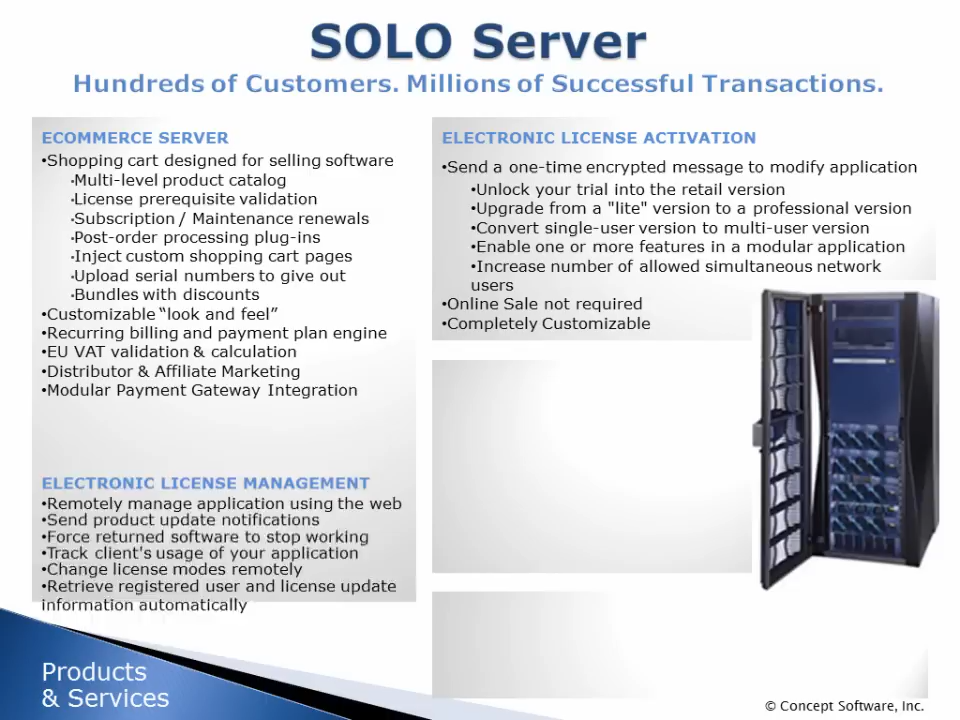 SOLO Server
Hundreds of Customers. Millions of Successful Transactions.
ECOMMERCE SERVER
•Shopping cart designed for selling software
•Multi-level product catalog
•License prerequisite validation
•Subscription / Maintenance renewals
•Post-order processing plug-ins
•Inject custom shopping cart pages
•Upload serial numbers to give out
•Bundles with discounts
•Customizable “look and feel”
•Recurring billing and payment plan engine
•EU VAT validation & calculation
•Distributor & Affiliate Marketing
•Modular Payment Gateway Integration
ELECTRONIC LICENSE MANAGEMENT
•Remotely manage application using the web
•Send product update notifications
•Force returned software to stop working
•Track client's usage of your application
•Change license modes remotely
•Retrieve registered user and license update
information automatically
ELECTRONIC LICENSE ACTIVATION
•Send a one-time encrypted message to modify application
•Unlock your trial into the retail version
•Upgrade from a "lite" version to a professional version
•Convert single-user version to multi-user version
•Enable one or more features in a modular application
•Increase number of allowed simultaneous network
users
•Online Sale not required
•Completely Customizable
Products
& Services
© Concept Software, Inc.